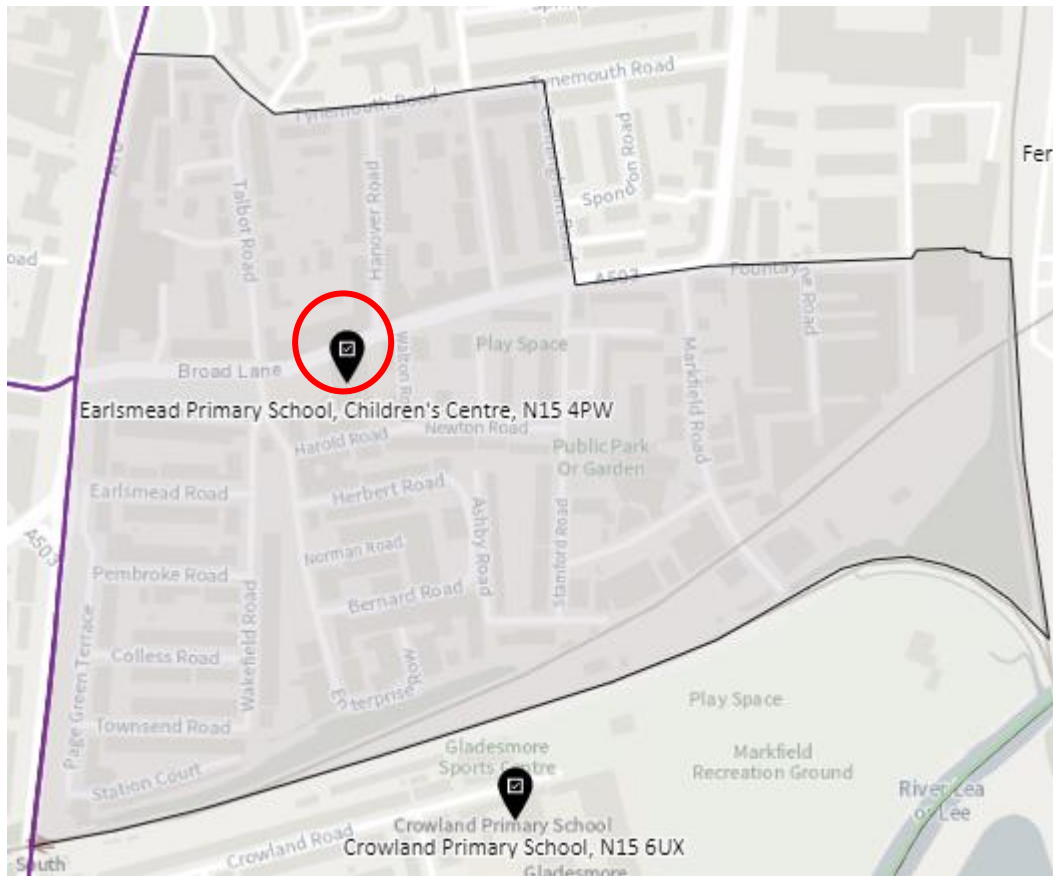 Tynemouth Road
Tynemouth Road
Talbot Road
Hanover Road
Spondon Road
oad
Fer
A503
Fountayne Road
Broad Lane
Play Space
Markfield Road
Earlsmead Primary School, Children's Centre, N15 4PW
Harold Road
Newton Road
Public Park
Or Garden
Earlsmead Road
Herbert Road
Ashby Road
Stamford Road
A503
Norman Road
Pembroke Road
Bernard Road
Wakefield Road
Colless Road
Page Green Terrace
Enterprise Row
Townsend Road
Station Court
Play Space
Gladesmore
Sports Centre
Markfield
Recreation Ground
River Lea
or Lee
Crowland Primary School
Crowland Primary School, N15 6UX
Crowland Road
South
Gladesmore